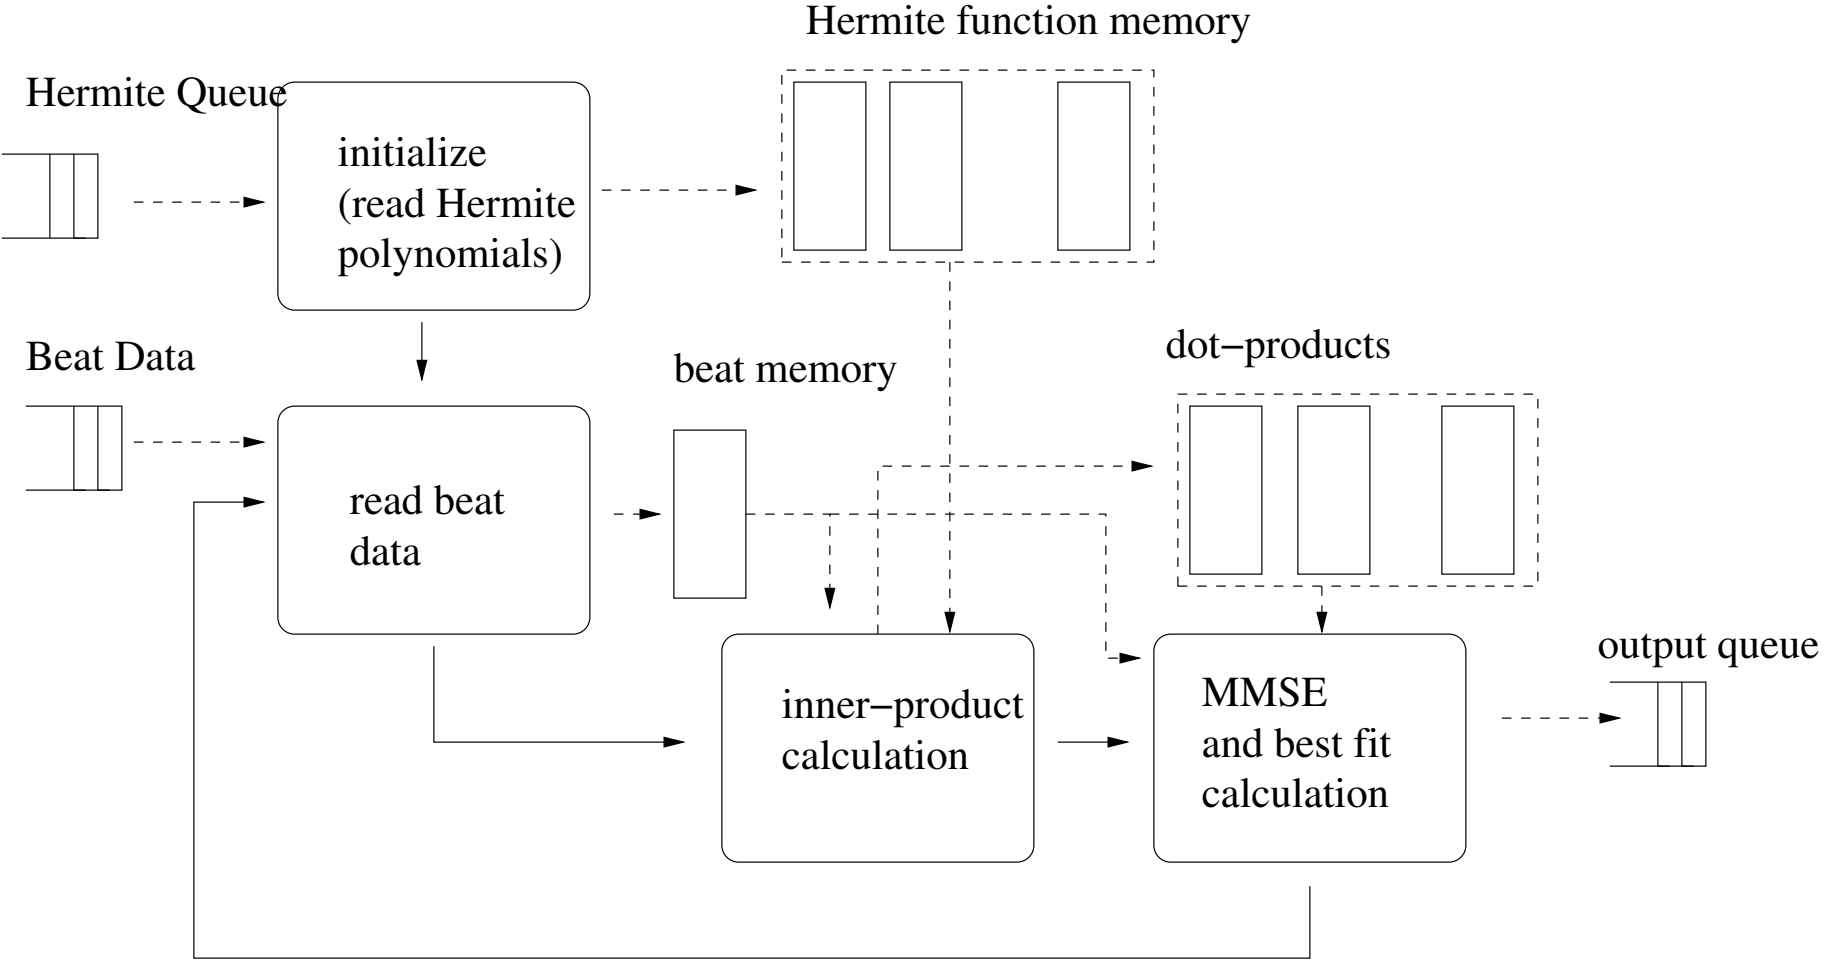 Hermite function memory
Hermite Queue
initialize
(read Hermite
polynomials)
Beat Data
beat memory
dot−products
read beat
data
output queue
inner−product
calculation
MMSE
and best fit
calculation